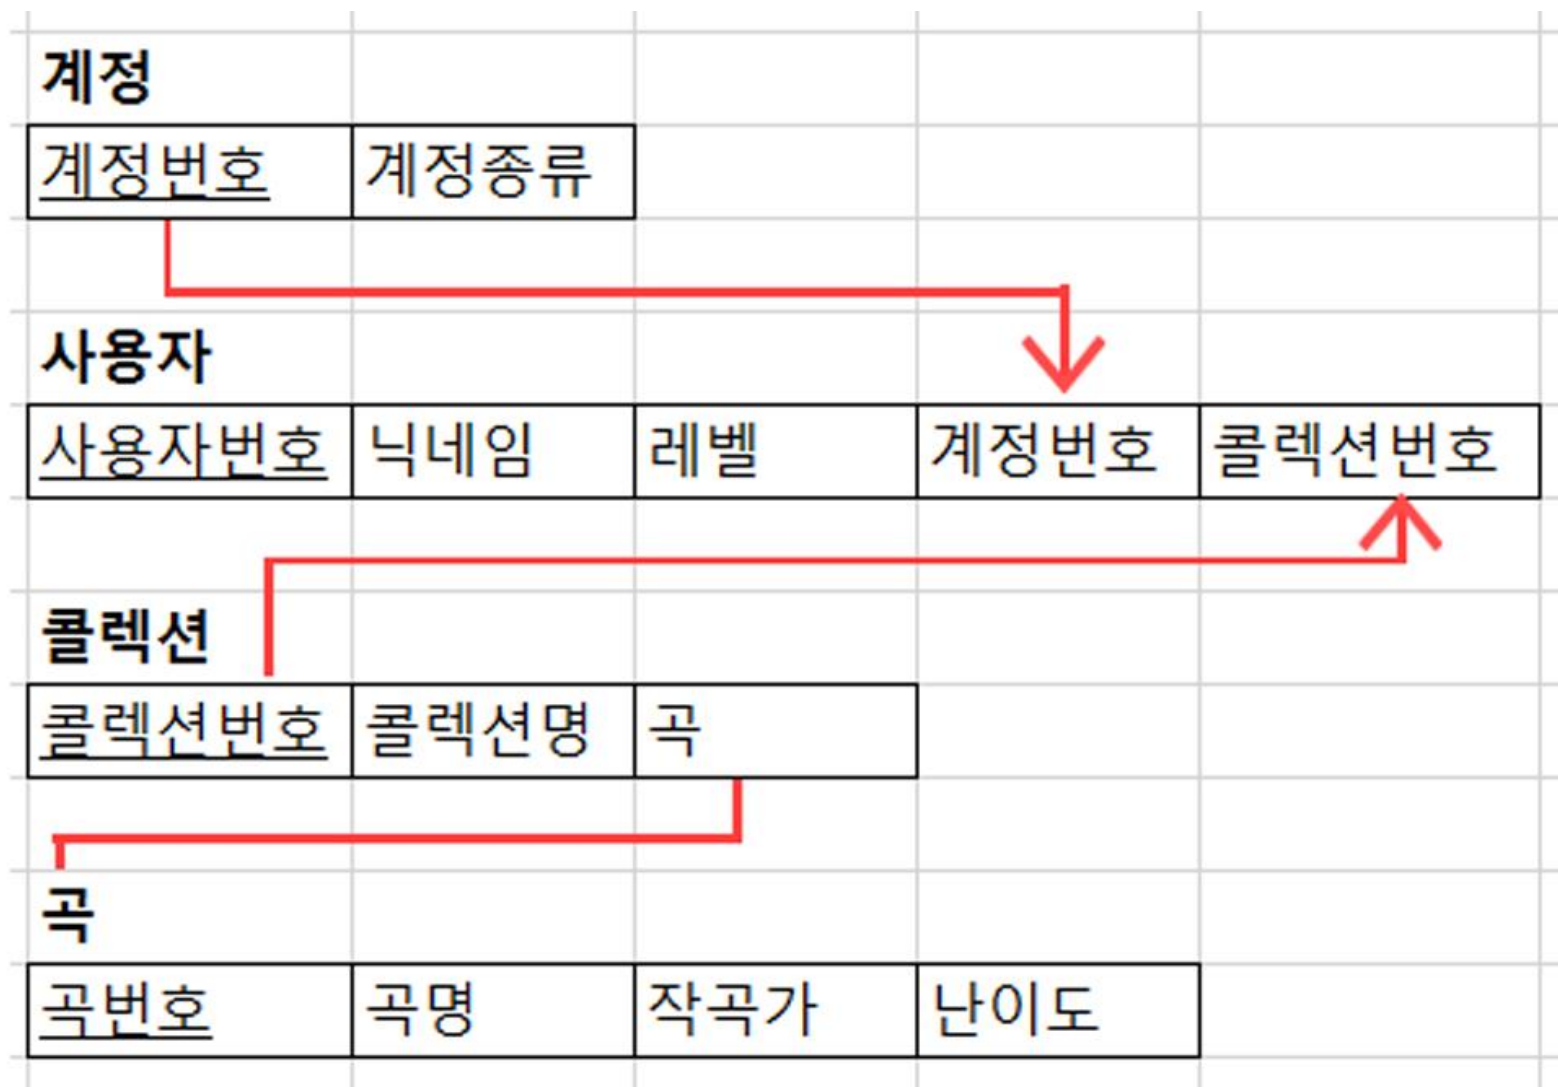 계정
계정번호 계정종류
사용자
사용자번호 닉네임 레벨 계정번호 콜렉션번호
콜렉션
콜렉션번호 콜렉션명 곡
곡
곡번호 곡명 작곡가 난이도